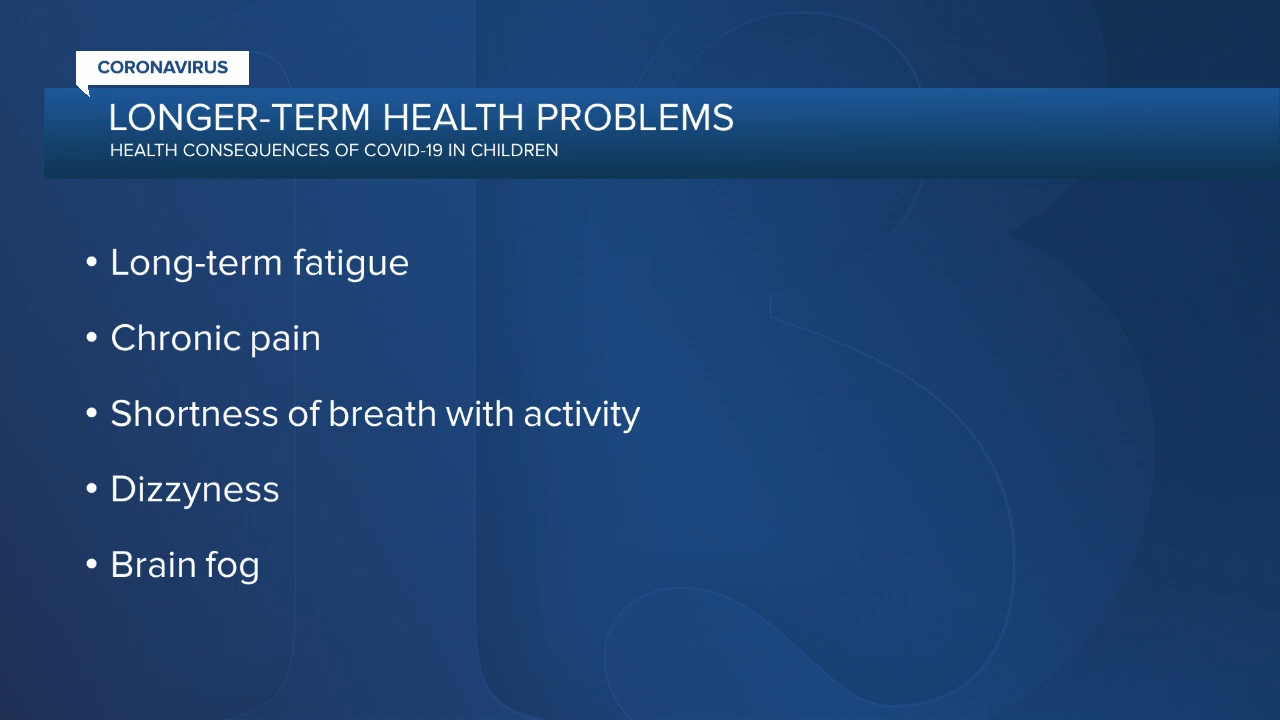 CORONAVIRUS
LONGER-TERM HEALTH PROBLEMS
HEALTH CONSEQUENCES OF COVID-19 IN CHILDREN
• Long-term fatigue
• Chronic pain
• Shortness of breath with activity
• Dizzyness
• Brain fog